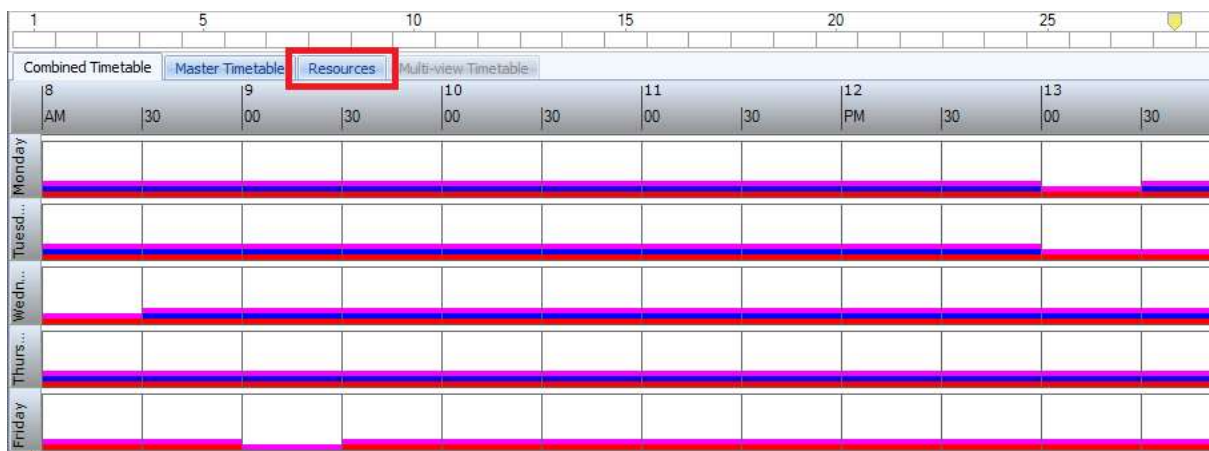 1 5 10 15 20 25
Combined Timetable Master Timetable Resources Multi-view Timetable
8 9 10 11 12 13
AM 30 00 30 00 30 00 30 PM 30 00 30
Monday
Tuesd...
Wedn...
Thurs...
Friday